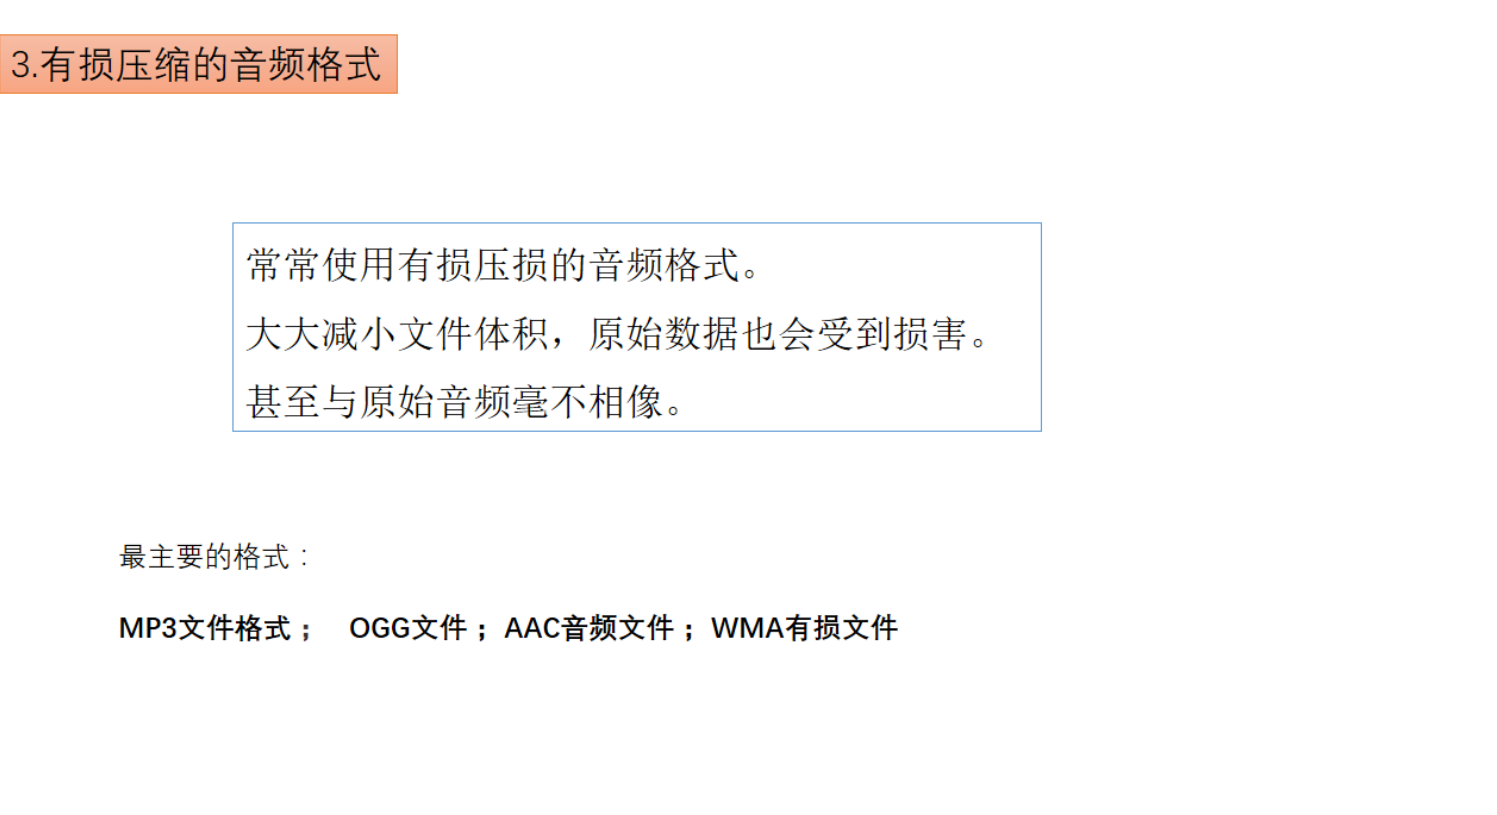 3.有损压缩的音频格式
常常使用有损压损的音频格式。
大大减小文件体积，原始数据也会受到损害。
甚至与原始音频毫不相像。
最主要的格式：
MP3文件格式； OGG文件；AAC音频文件；WMA有损文件